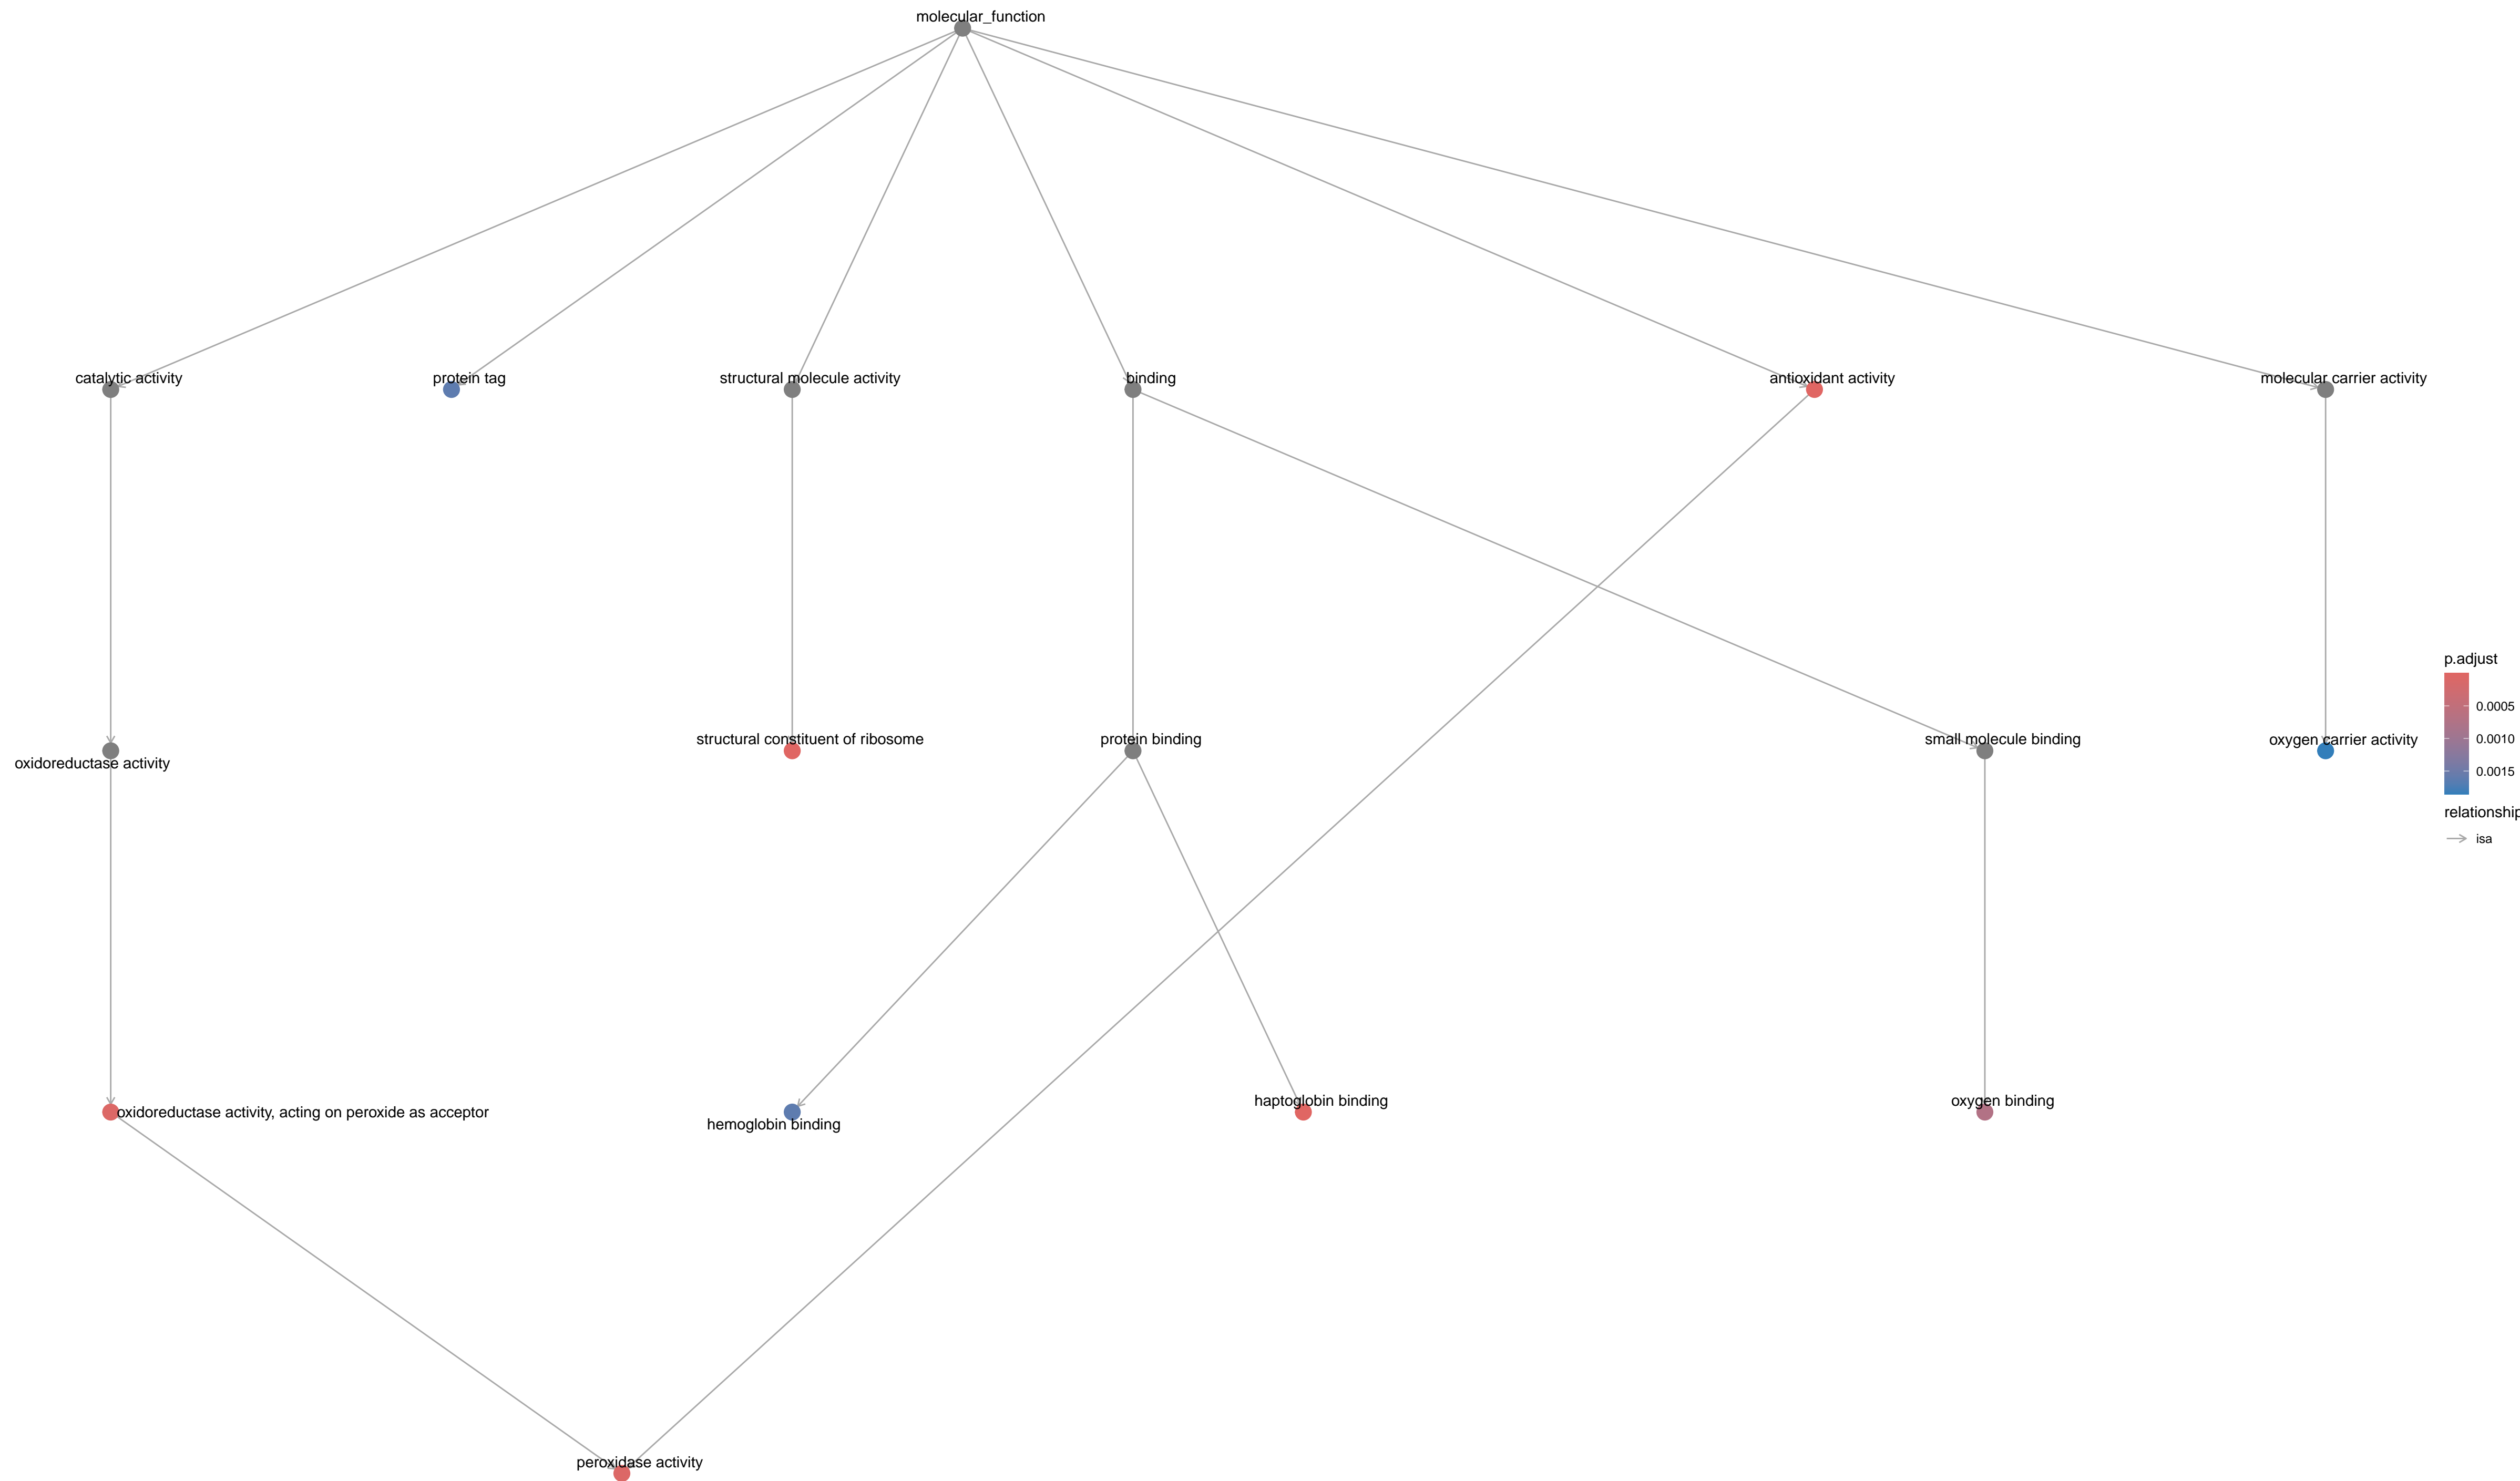 molecular_function
catalytic activity
protein tag
structural molecule activity
binding
antioxidant activity
molecular carrier activity
p.adjust
0.0005
0.0010
0.0015
relationship
isa
oxidoreductase activity
structural constituent of ribosome
protein binding
small molecule binding
oxygen carrier activity
oxidoreductase activity, acting on peroxide as acceptor
hemoglobin binding
haptoglobin binding
oxygen binding
peroxidase activity